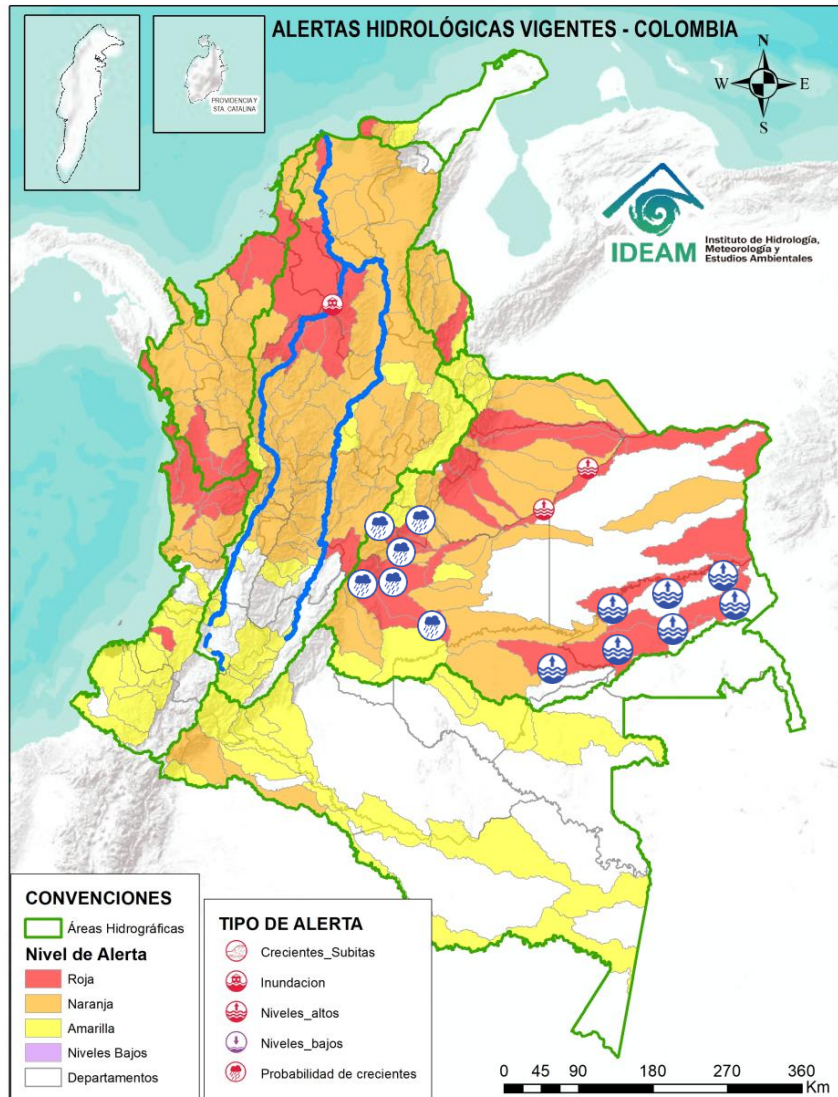 ALERTAS HIDROLÓGICAS VIGENTES - COLOMBIA
PROVIDENCIA Y
STA. CATALINA
N
W
E
S
IDEAM
Instituto de Hidrología,
Meteorología y
Estudios Ambientales
CONVENCIONES
Áreas Hidrográficas
Nivel de Alerta
Roja
Naranja
Amarilla
Niveles Bajos
Departamentos
TIPO DE ALERTA
Crecientes_Subitas
Inundacion
Niveles_altos
Niveles_bajos
Probabilidad de crecientes
0 45 90 180 270 360
Km